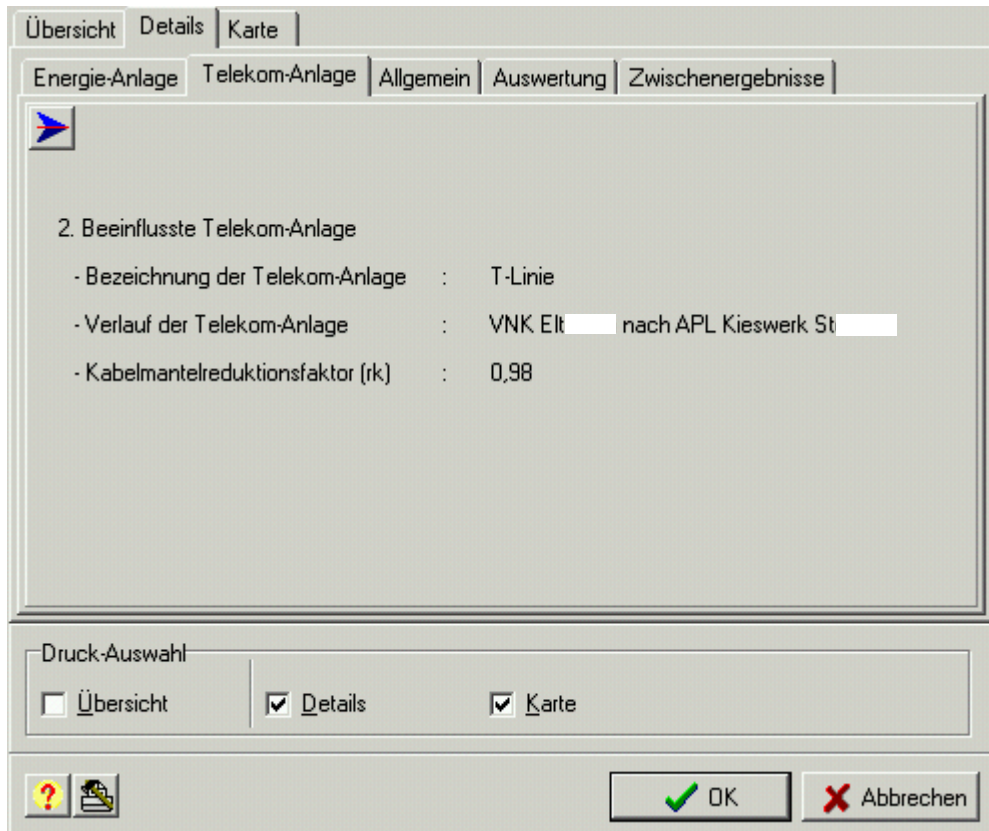 Übersicht Details Karte
Energie-Anlage Telekom-Anlage Allgemein Auswertung Zwischenergebnisse
2. Beeinflusste Telekom-Anlage
- Bezeichnung der Telekom-Anlage : T-Linie
- Verlauf der Telekom-Anlage : VNK Elt nach APL Kieswerk St
- Kabelmantelreduktionsfaktor (rk) : 0,98
Druck-Auswahl
Übersicht Details Karte
? OK Abbrechen